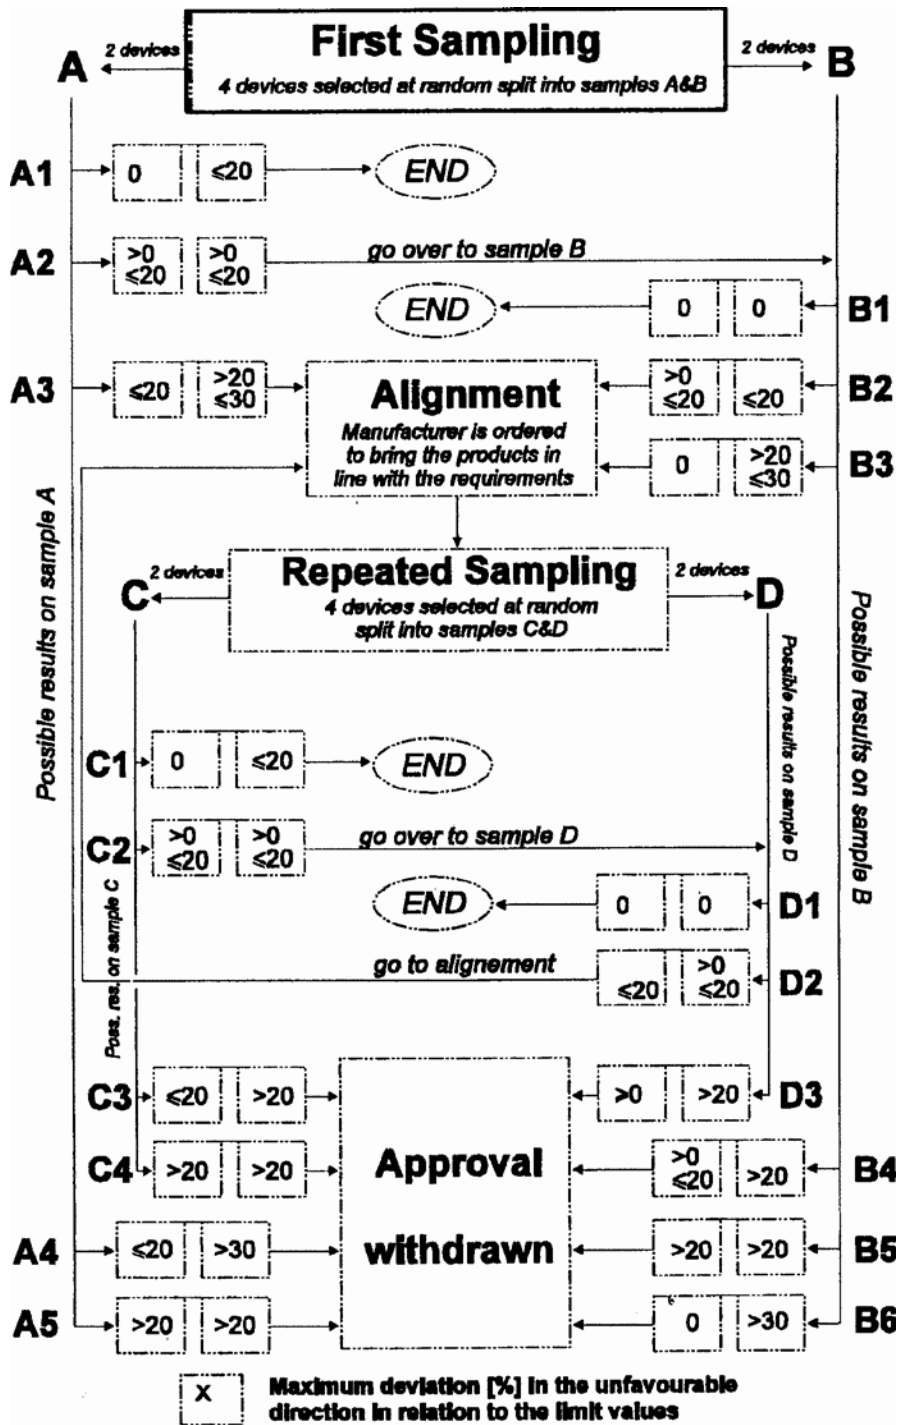 First Sampling
4 devices selected at random split into samples A&B
A 2 devices
2 devices B
A1 0 ≤20 END
A2 >0 ≤20 >0 ≤20 go over to sample B
END 0 0 B1
A3 ≤20 >20 ≤30
Alignment
Manufacturer is ordered
to bring the products in
line with the requirements
>0 ≤20 ≤20 B2
0 >20 ≤30 B3
Possible results on sample A
Repeated Sampling
4 devices selected at random
split into samples C&D
C 2 devices
2 devices D
Possible results on sample D
Possible results on sample B
C1 0 ≤20 END
C2 >0 ≤20 >0 ≤20 go over to sample D
Poss. res. on sample C
END 0 0 D1
go to alignement ≤20 >0 ≤20 D2
C3 ≤20 >20
C4 >20 >20
A4 ≤20 >30
A5 >20 >20
Approval
withdrawn
≥0 >20 D3
>0 ≤20 >20 B4
>20 >20 B5
0 >30 B6
X Maximum deviation [%] in the unfavourable
direction in relation to the limit values